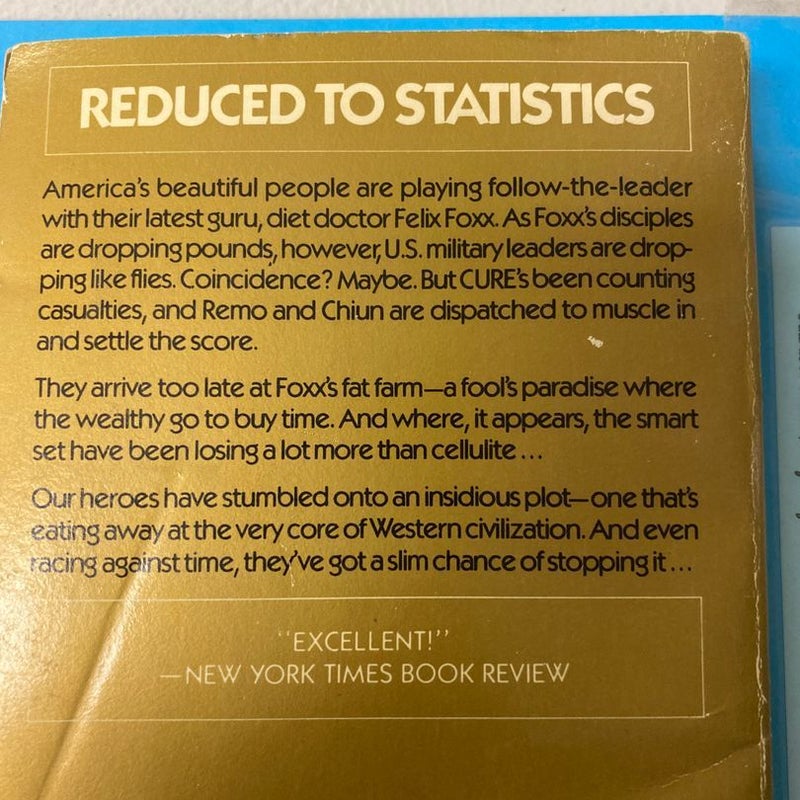 REDUCED TO STATISTICS
America's beautiful people are playing follow-the-leader
with their latest guru, diet doctor Felix Foxx. As Foxx's disciples
are dropping pounds, however, U.S. military leaders are drop-
ping like flies. Coincidence? Maybe. But CURE's been counting
casualties, and Remo and Chiun are dispatched to muscle in
and settle the score.
They arrive too late at Foxx's fat farm—a fool's paradise where
the wealthy go to buy time. And where, it appears, the smart
set have been losing a lot more than cellulite...
Our heroes have stumbled onto an insidious plot—one that's
eating away at the very core of Western civilization. And even
racing against time, they've got a slim chance of stopping it...
"EXCELLENT!"
—NEW YORK TIMES BOOK REVIEW